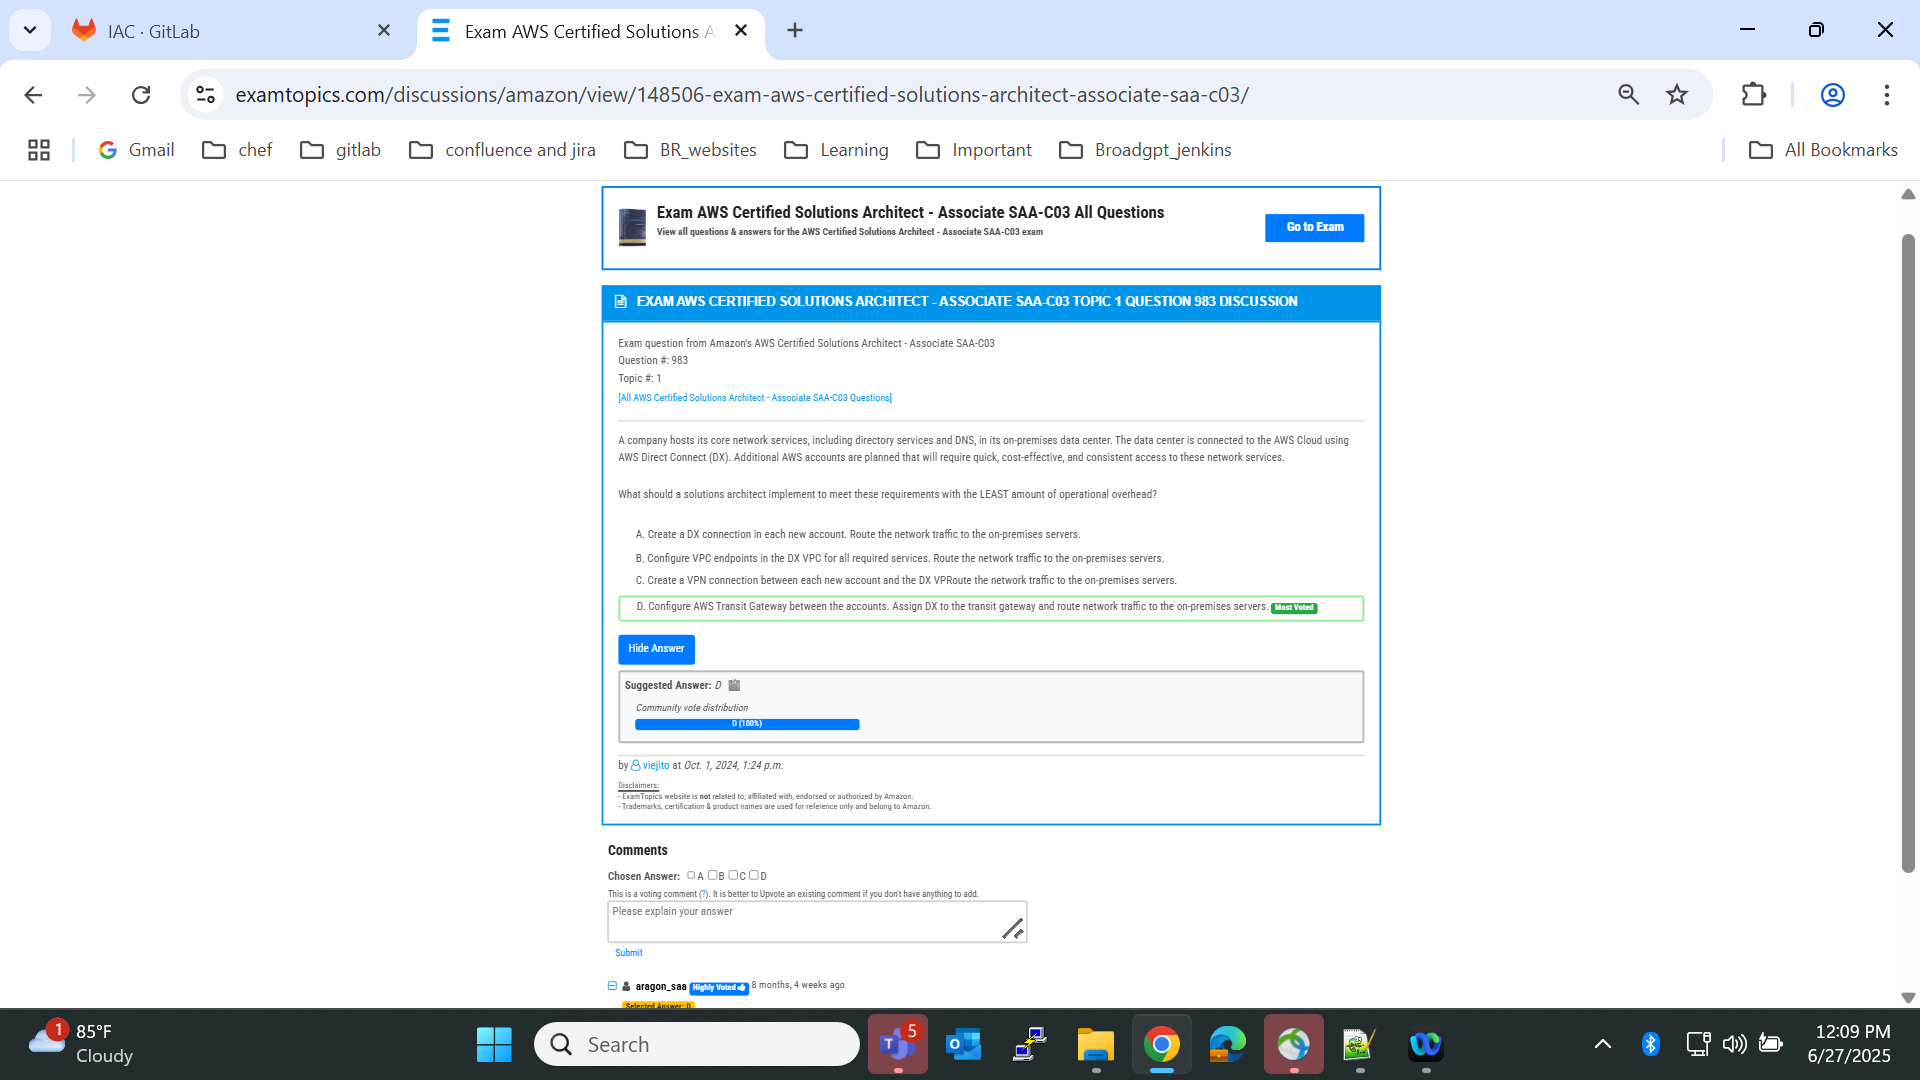 IAC · GitLab
Exam AWS Certified Solutions A
examtopics.com/discussions/amazon/view/148506-exam-aws-certified-solutions-architect-associate-saa-c03/
Gmail
chef
gitlab
confluence and jira
BR_websites
Learning
Important
Broadgpt_jenkins
All Bookmarks
Exam AWS Certified Solutions Architect - Associate SAA-C03 All Questions
View all questions & answers for the AWS Certified Solutions Architect - Associate SAA-C03 exam
Go to Exam
EXAM AWS CERTIFIED SOLUTIONS ARCHITECT - ASSOCIATE SAA-C03 TOPIC 1 QUESTION 983 DISCUSSION
Exam question from Amazon's AWS Certified Solutions Architect - Associate SAA-C03
Question #: 983
Topic #: 1
[All AWS Certified Solutions Architect - Associate SAA-C03 Questions]
A company hosts its core network services, including directory services and DNS, in its on-premises data center. The data center is connected to the AWS Cloud using
AWS Direct Connect (DX). Additional AWS accounts are planned that will require quick, cost-effective, and consistent access to these network services.
What should a solutions architect implement to meet these requirements with the LEAST amount of operational overhead?
A. Create a DX connection in each new account. Route the network traffic to the on-premises servers.
B. Configure VPC endpoints in the DX VPC for all required services. Route the network traffic to the on-premises servers.
C. Create a VPN connection between each new account and the DX VPRoute the network traffic to the on-premises servers.
D. Configure AWS Transit Gateway between the accounts. Assign DX to the transit gateway and route network traffic to the on-premises servers. Most Voted
Hide Answer
Suggested Answer: D
Community vote distribution
D (100%)
by viejito at Oct. 1, 2024, 1:24 p.m.
Disclaimers:
- ExamTopics website is not related to, affiliated with, endorsed or authorized by Amazon.
- Trademarks, certification & product names are used for reference only and belong to Amazon.
Comments
Chosen Answer: A B C D
This is a voting comment (?). It is better to Upvote an existing comment if you don't have anything to add.
Please explain your answer
Submit
aragon_saa Highly Voted 8 months, 4 weeks ago
Selected Answer: D
1
85°F
Cloudy
Search
5
12:09 PM
6/27/2025